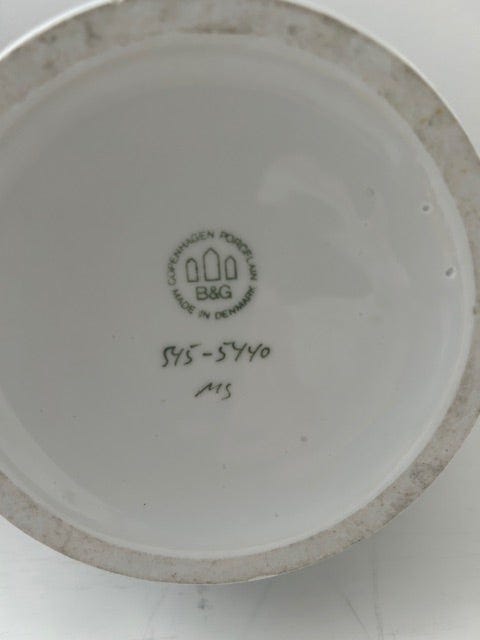 COPENHAGEN PORCELAIN
B&G
MADE IN DENMARK
545-5440
MS